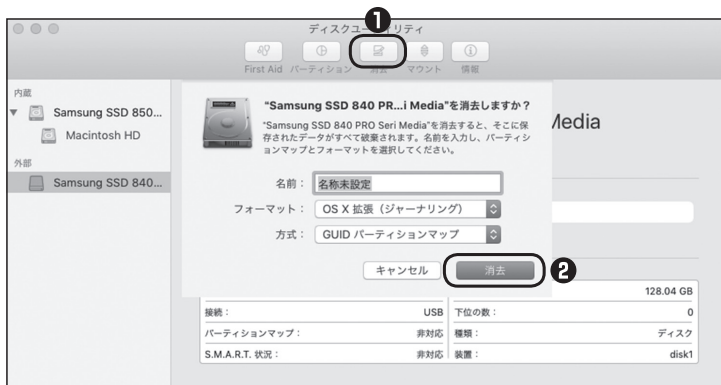 ❶
ディスクユーティリティ
First Aid パーティション 消去 マウント 情報
内蔵
Samsung SSD 850...
Macintosh HD
外部
Samsung SSD 840...
"Samsung SSD 840 PR...i Media"を消去しますか？
"Samsung SSD 840 PRO Seri Media"を消去すると、そこに保
存されたデータがすべて破棄されます。名前を入力し、パーティシ
ョンマップとフォーマットを選択してください。
Media
名前： 名称未設定
フォーマット： OS X 拡張（ジャーナリング）
方式： GUID パーティションマップ
キャンセル 消去 ❷
128.04 GB
接続： USB 下位の数： 0
パーティションマップ： 非対応 種類： ディスク
S.M.A.R.T. 状況： 非対応 装置： disk1